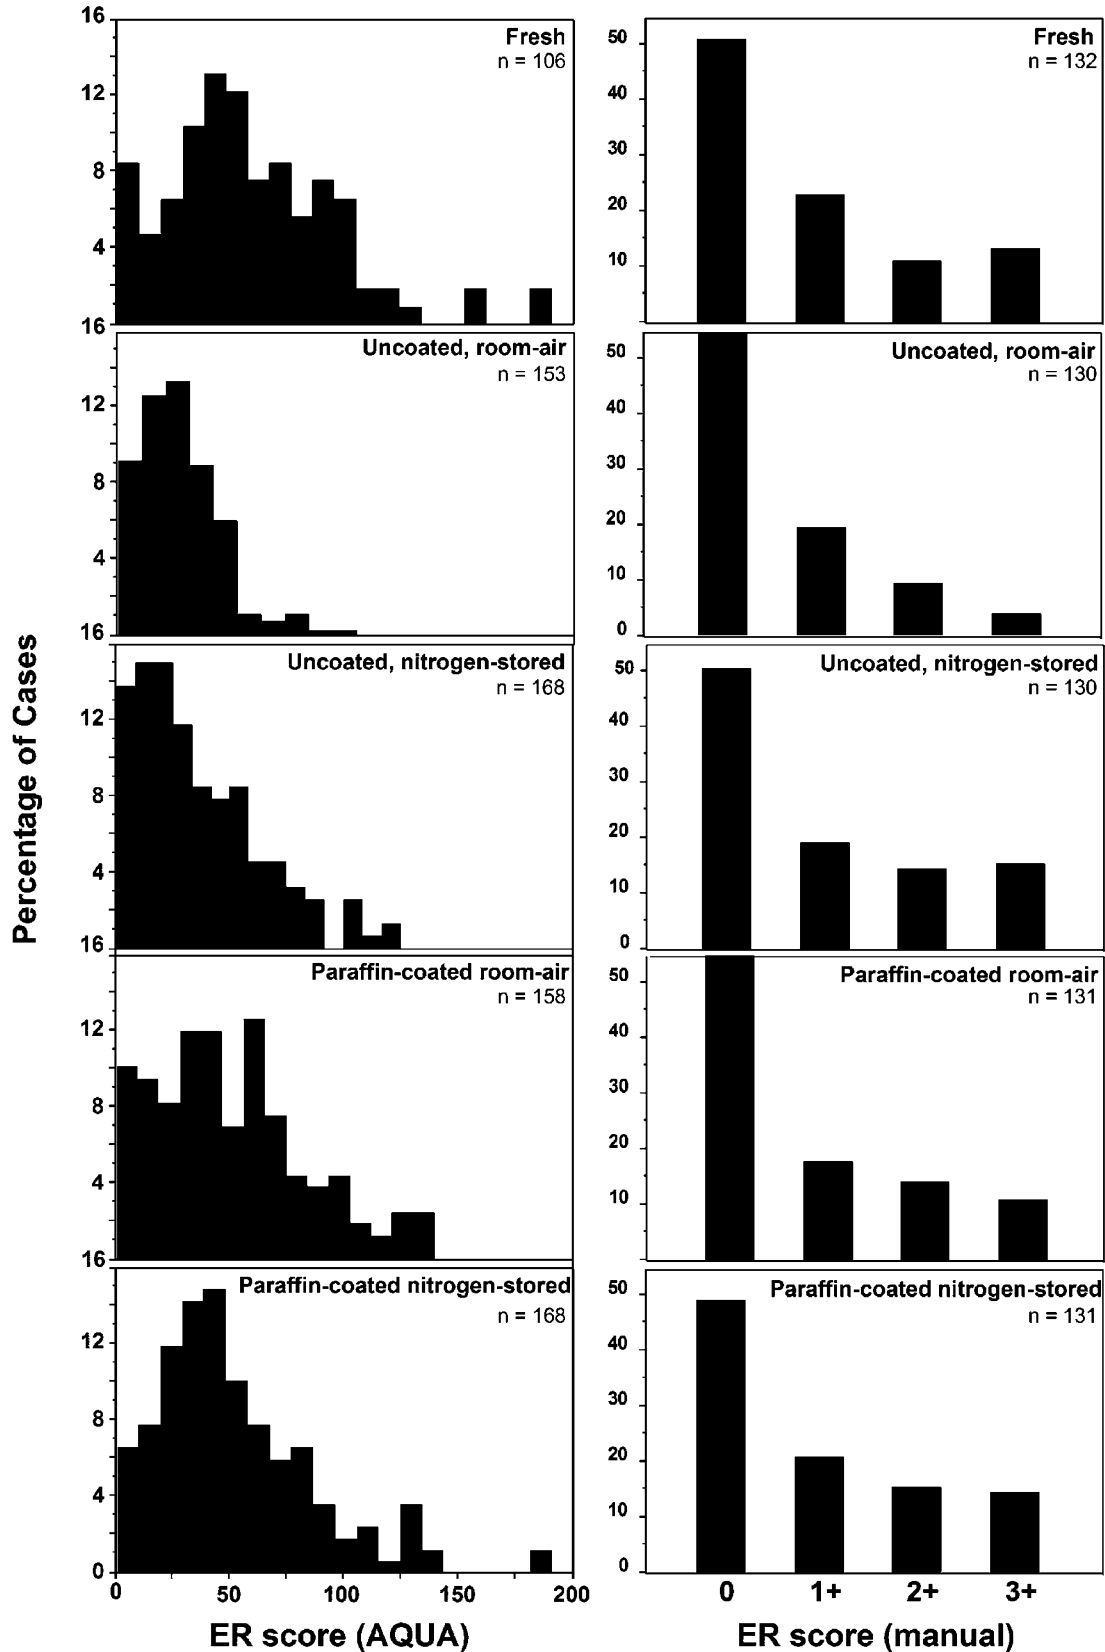 Percentage of Cases
16
12
8
4
Fresh
n = 106
50
40
30
20
10
Fresh
n = 132
16
12
8
4
Uncoated, room-air
n = 153
50
40
30
20
10
0
Uncoated, room-air
n = 130
16
12
8
4
Uncoated, nitrogen-stored
n = 168
50
40
30
20
10
0
Uncoated, nitrogen-stored
n = 130
16
12
8
4
Paraffin-coated room-air
n = 158
50
40
30
20
10
Paraffin-coated room-air
n = 131
16
12
8
4
0
Paraffin-coated nitrogen-stored
n = 168
50
40
30
20
10
0
Paraffin-coated nitrogen-stored
n = 131
0 50 100 150 200
ER score (AQUA)
0 1+ 2+ 3+
ER score (manual)